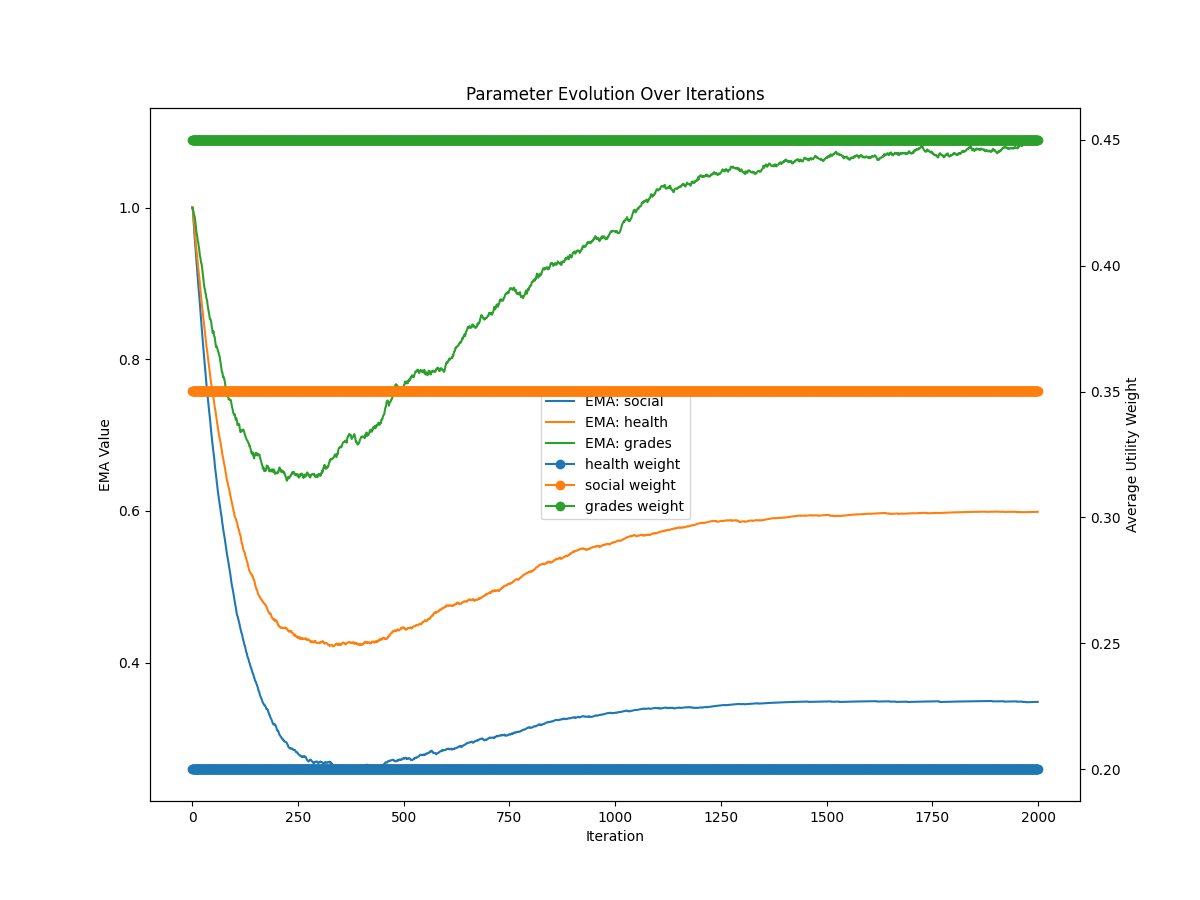 Parameter Evolution Over Iterations
1.0
0.8
0.6
0.4
EMA Value
0.45
0.40
0.35
0.30
0.25
0.20
Average Utility Weight
EMA: social
EMA: health
EMA: grades
health weight
social weight
grades weight
0 250 500 750 1000 1250 1500 1750 2000
Iteration